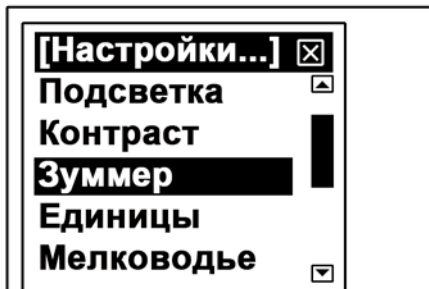 [Настройки...]
Подсветка
Контраст
Зуммер
Единицы
Мелководье